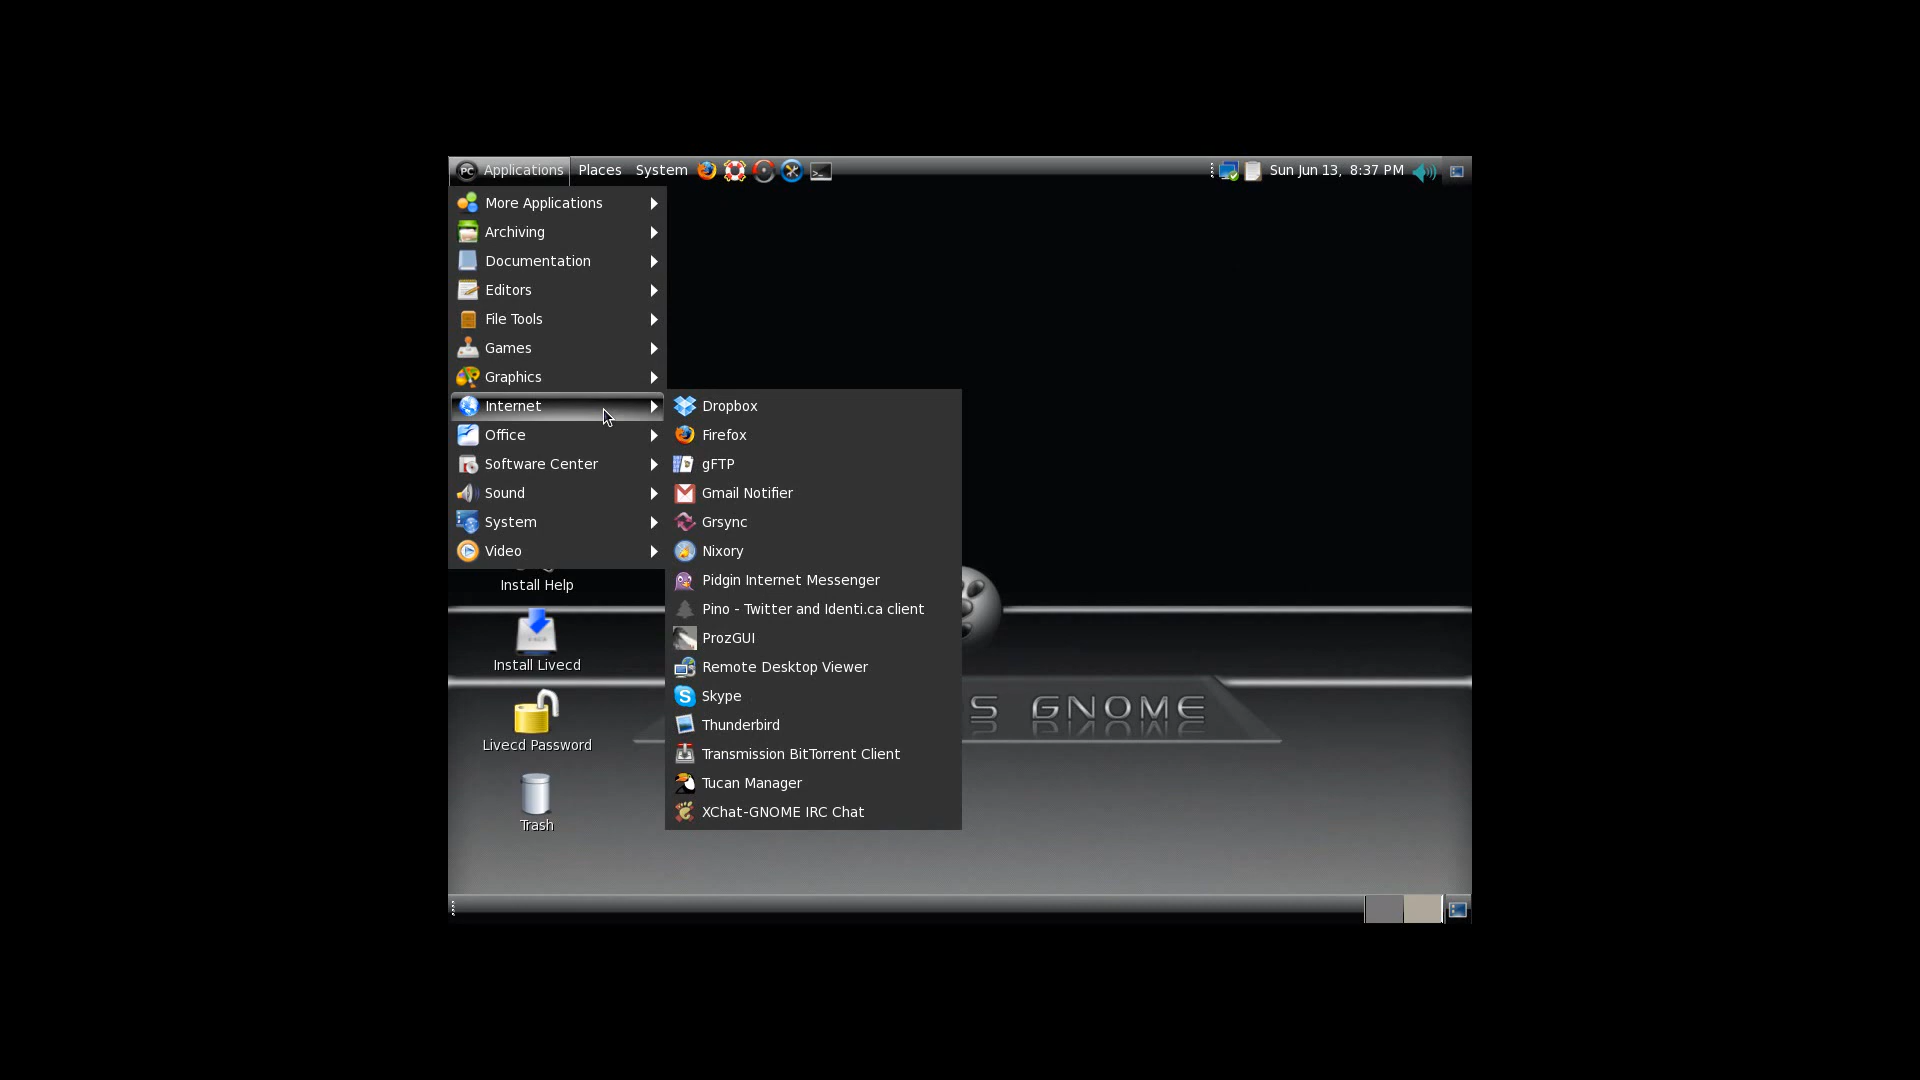 PC Applications Places System Sun Jun 13, 8:37 PM
More Applications
Archiving
Documentation
Editors
File Tools
Games
Graphics
Internet
Office
Software Center
Sound
System
Video
Dropbox
Firefox
gFTP
Gmail Notifier
Grsync
Nixory
Pidgin Internet Messenger
Pino - Twitter and Identi.ca client
ProzGUI
Remote Desktop Viewer
Skype
Thunderbird
Transmission BitTorrent Client
Tucan Manager
XChat-GNOME IRC Chat
Install Help
Install Livecd
Livecd Password
Trash
S GNOME